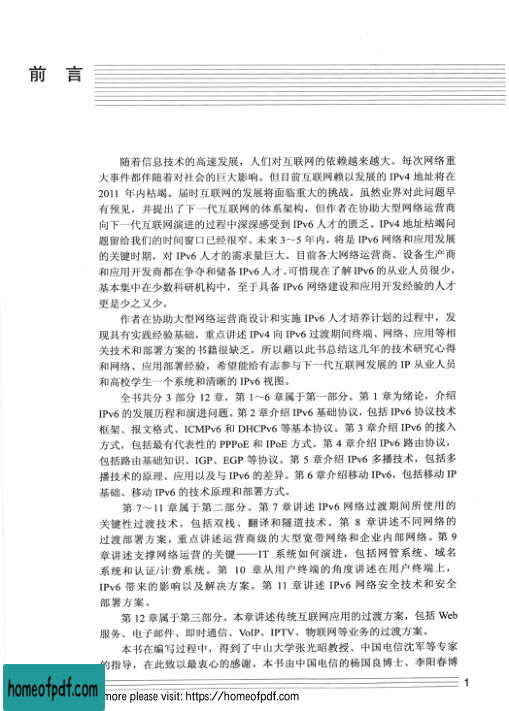 前 言
随着信息技术的高速发展，人们对互联网的依赖越来越大。每次网络重
大事件都伴随着对社会的巨大影响。但目前互联网赖以发展的 IPv4 地址将在
2011 年内枯竭。届时互联网的发展将面临重大的挑战。虽然业界对此问题早
有预见，并提出了下一代互联网的体系架构，但作者在协助大型网络运营商
向下一代互联网演进的过程中深深感受到 IPv6 人才的匮乏。IPv4 地址枯竭问
题留给我们的时间窗口已经很窄。未来 3～5 年内，将是 IPv6 网络和应用发展
的关键时期，对 IPv6 人才的需求量巨大。目前各大网络运营商、设备生产商
和应用开发商都在争夺和储备 IPv6 人才。可惜现在了解 IPv6 的从业人员很少，
基本集中在少数科研机构中，至于具备 IPv6 网络建设和应用开发经验的人才
更是少之又少。
作者在协助大型网络运营商设计和实施 IPv6 人才培养计划的过程中，发
现具有实践经验基础，重点讲述 IPv4 向 IPv6 过渡期间终端、网络、应用等相
关技术和部署方案的书籍很缺乏，所以藉以此书总结这几年的技术研究心得
和网络、应用部署经验，希望能给有志参与下一代互联网发展的 IP 从业人员
和高校学生一个系统和清晰的 IPv6 视图。
全书共分 3 部分 12 章，第 1～6 章属于第一部分。第 1 章为绪论，介绍
IPv6 的发展历程和演进问题。第 2 章介绍 IPv6 基础协议，包括 IPv6 协议技术
框架、报文格式、ICMPv6 和 DHCPv6 等基本协议。第 3 章介绍 IPv6 的接入
方式，包括最有代表性的 PPPoE 和 IPoE 方式。第 4 章介绍 IPv6 路由协议，
包括路由基础知识、IGP、EGP 等协议。第 5 章介绍 IPv6 多播技术，包括多
播技术的原理、应用以及与 IPv6 的差异。第 6 章介绍移动 IPv6，包括移动 IP
基础、移动 IPv6 的技术原理和部署方式。
第 7～11 章属于第二部分。第 7 章讲述 IPv6 网络过渡期间所使用的
关键性过渡技术，包括双栈、翻译和隧道技术。第 8 章讲述不同网络的
过渡部署方案，重点讲述运营商级的大型宽带网络和企业内部网络。第 9
章讲述支撑网络运营的关键——IT 系统如何演进，包括网管系统、域名
系统和认证/计费系统。第 10 章从用户终端的角度讲述在用户终端上，
IPv6 带来的影响以及解决方案。第 11 章讲述 IPv6 网络安全技术和安全
部署方案。
第 12 章属于第三部分。本章讲述传统互联网应用的过渡方案，包括 Web
服务、电子邮件、即时通信、VoIP、IPTV、物联网等业务的过渡方案。
本书在编写过程中，得到了中山大学张光昭教授、中国电信沈军等专家
的指导，在此致以最衷心的感谢。本书由中国电信的杨国良博士、李阳春博
1
homeofpdf.com
more please visit: https://homeofpdf.com